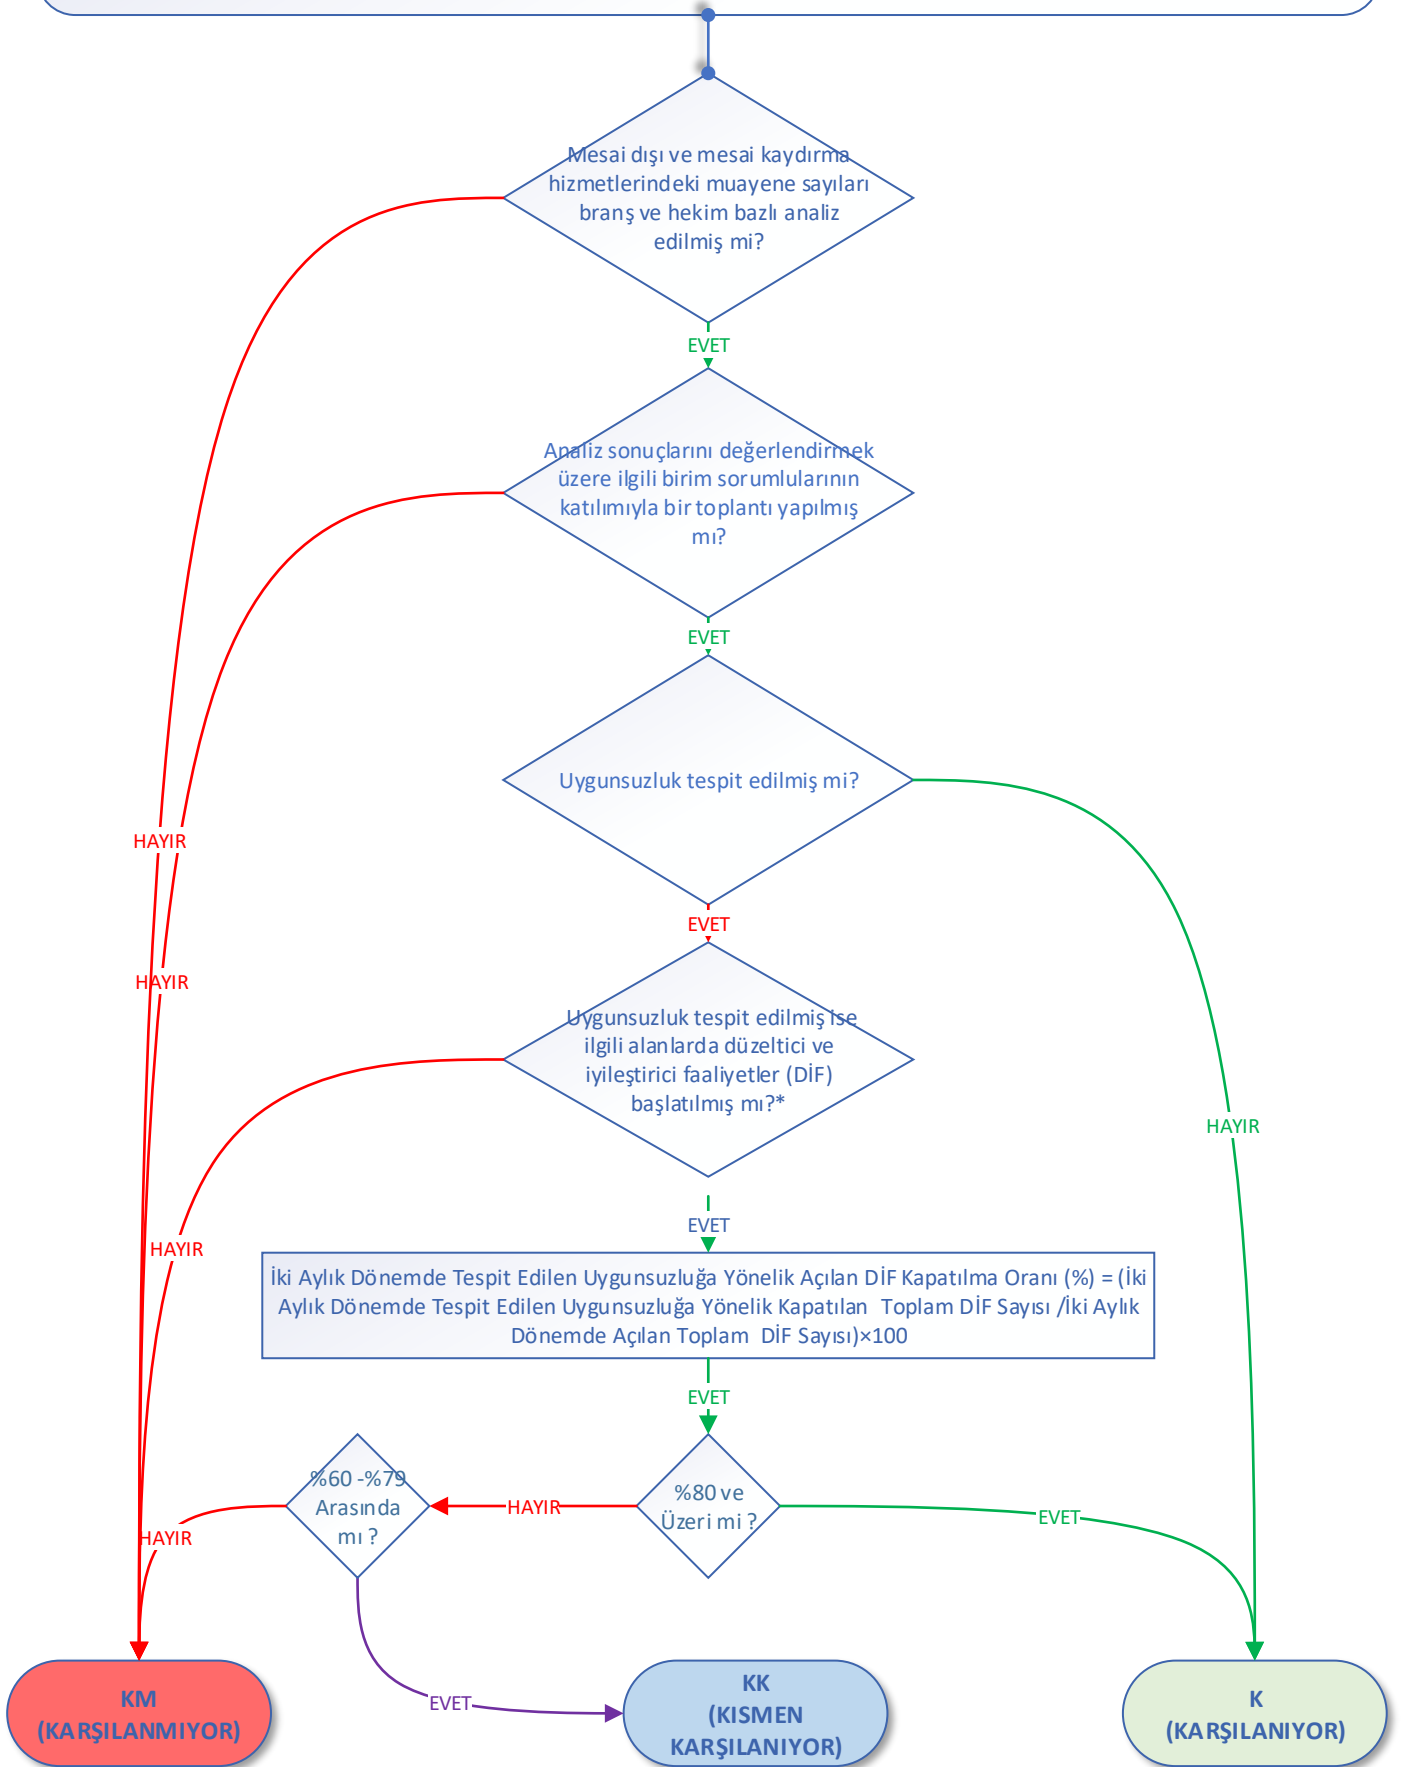 Mesai dışı ve mesai kaydırma
hizmetlerindeki muayene sayıları
branş ve hekim bazlı analiz
edilmiş mi?
EVET
Analiz sonuçlarını değerlendirmek
üzere ilgili birim sorumlularının
katılımıyla bir toplantı yapılmış
mı?
EVET
Uygunsuzluk tespit edilmiş mi?
HAYIR
EVET
HAYIR
Uygunsuzluk tespit edilmiş ise
ilgili alanlarda düzeltici ve
iyileştirici faaliyetler (DİF)
başlatılmış mı?*
HAYIR
EVET
HAYIR
İki Aylık Dönemde Tespit Edilen Uygunsuzluğa Yönelik Açılan DİF Kapatılma Oranı (%) = (İki
Aylık Dönemde Tespit Edilen Uygunsuzluğa Yönelik Kapatılan Toplam DİF Sayısı /İki Aylık
Dönemde Açılan Toplam DİF Sayısı)×100
EVET
%80 ve
Üzeri mi ?
HAYIR
%60 -%79
Arasında
mı ?
EVET
HAYIR
EVET
KM
(KARŞILANMIYOR)
KK
(KISMEN
KARŞILANIYOR)
K
(KARŞILANIYOR)